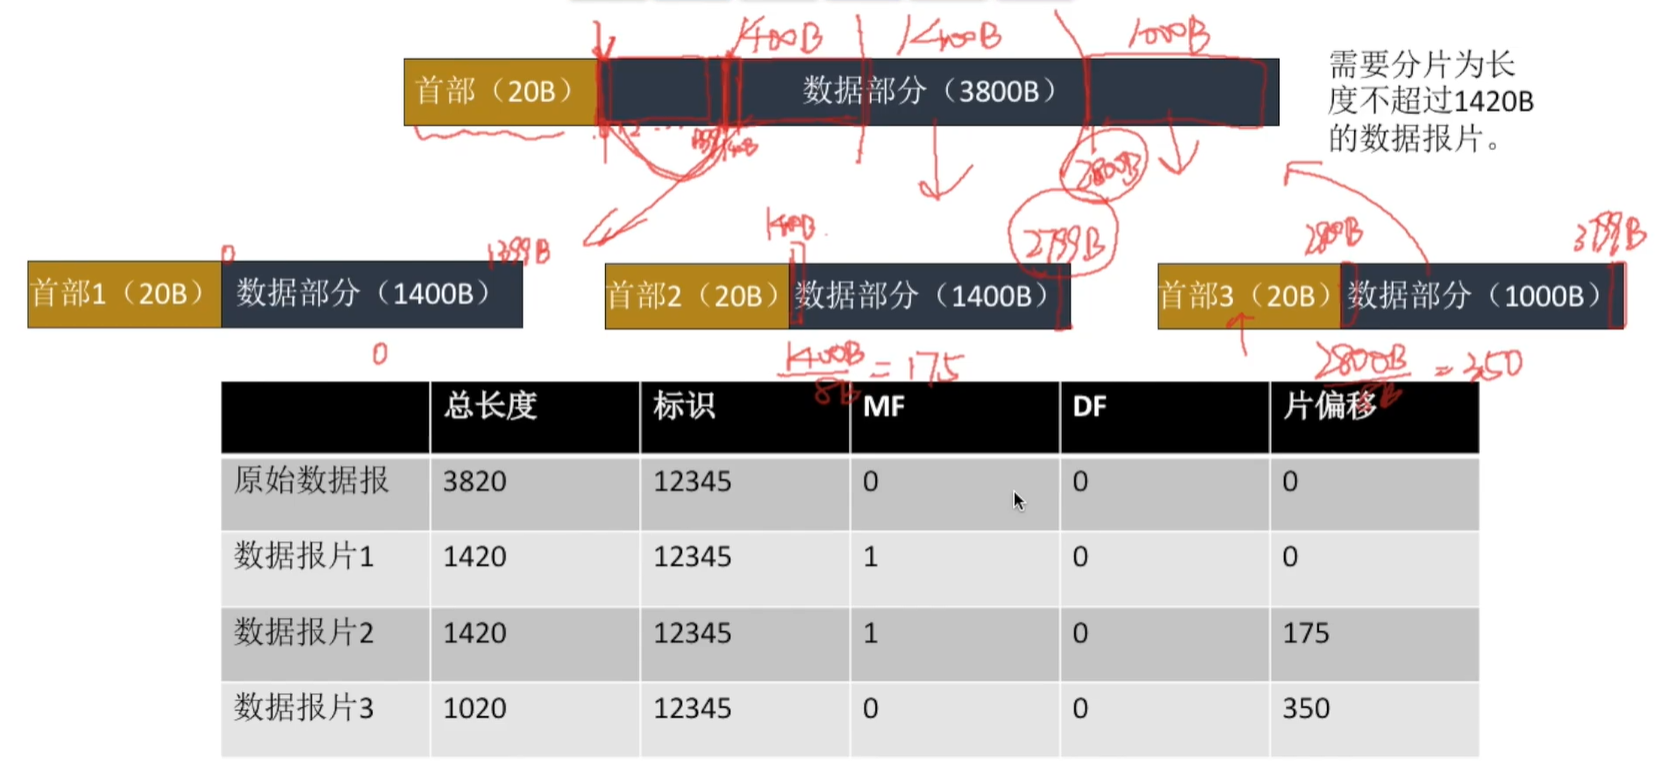 1400B 1400B 1000B
首部（20B） 数据部分（3800B）
需要分片为长
度不超过1420B
的数据报片。
2800B
0 1399B 1400B 2799B 2800B 3799B
首部1（20B） 数据部分（1400B） 首部2（20B） 数据部分（1400B） 首部3（20B） 数据部分（1000B）
0 1400B/8B = 175 2800B/8B = 350
总长度 标识 MF DF 片偏移
原始数据报 3820 12345 0 0 0
数据报片1 1420 12345 1 0 0
数据报片2 1420 12345 1 0 175
数据报片3 1020 12345 0 0 350